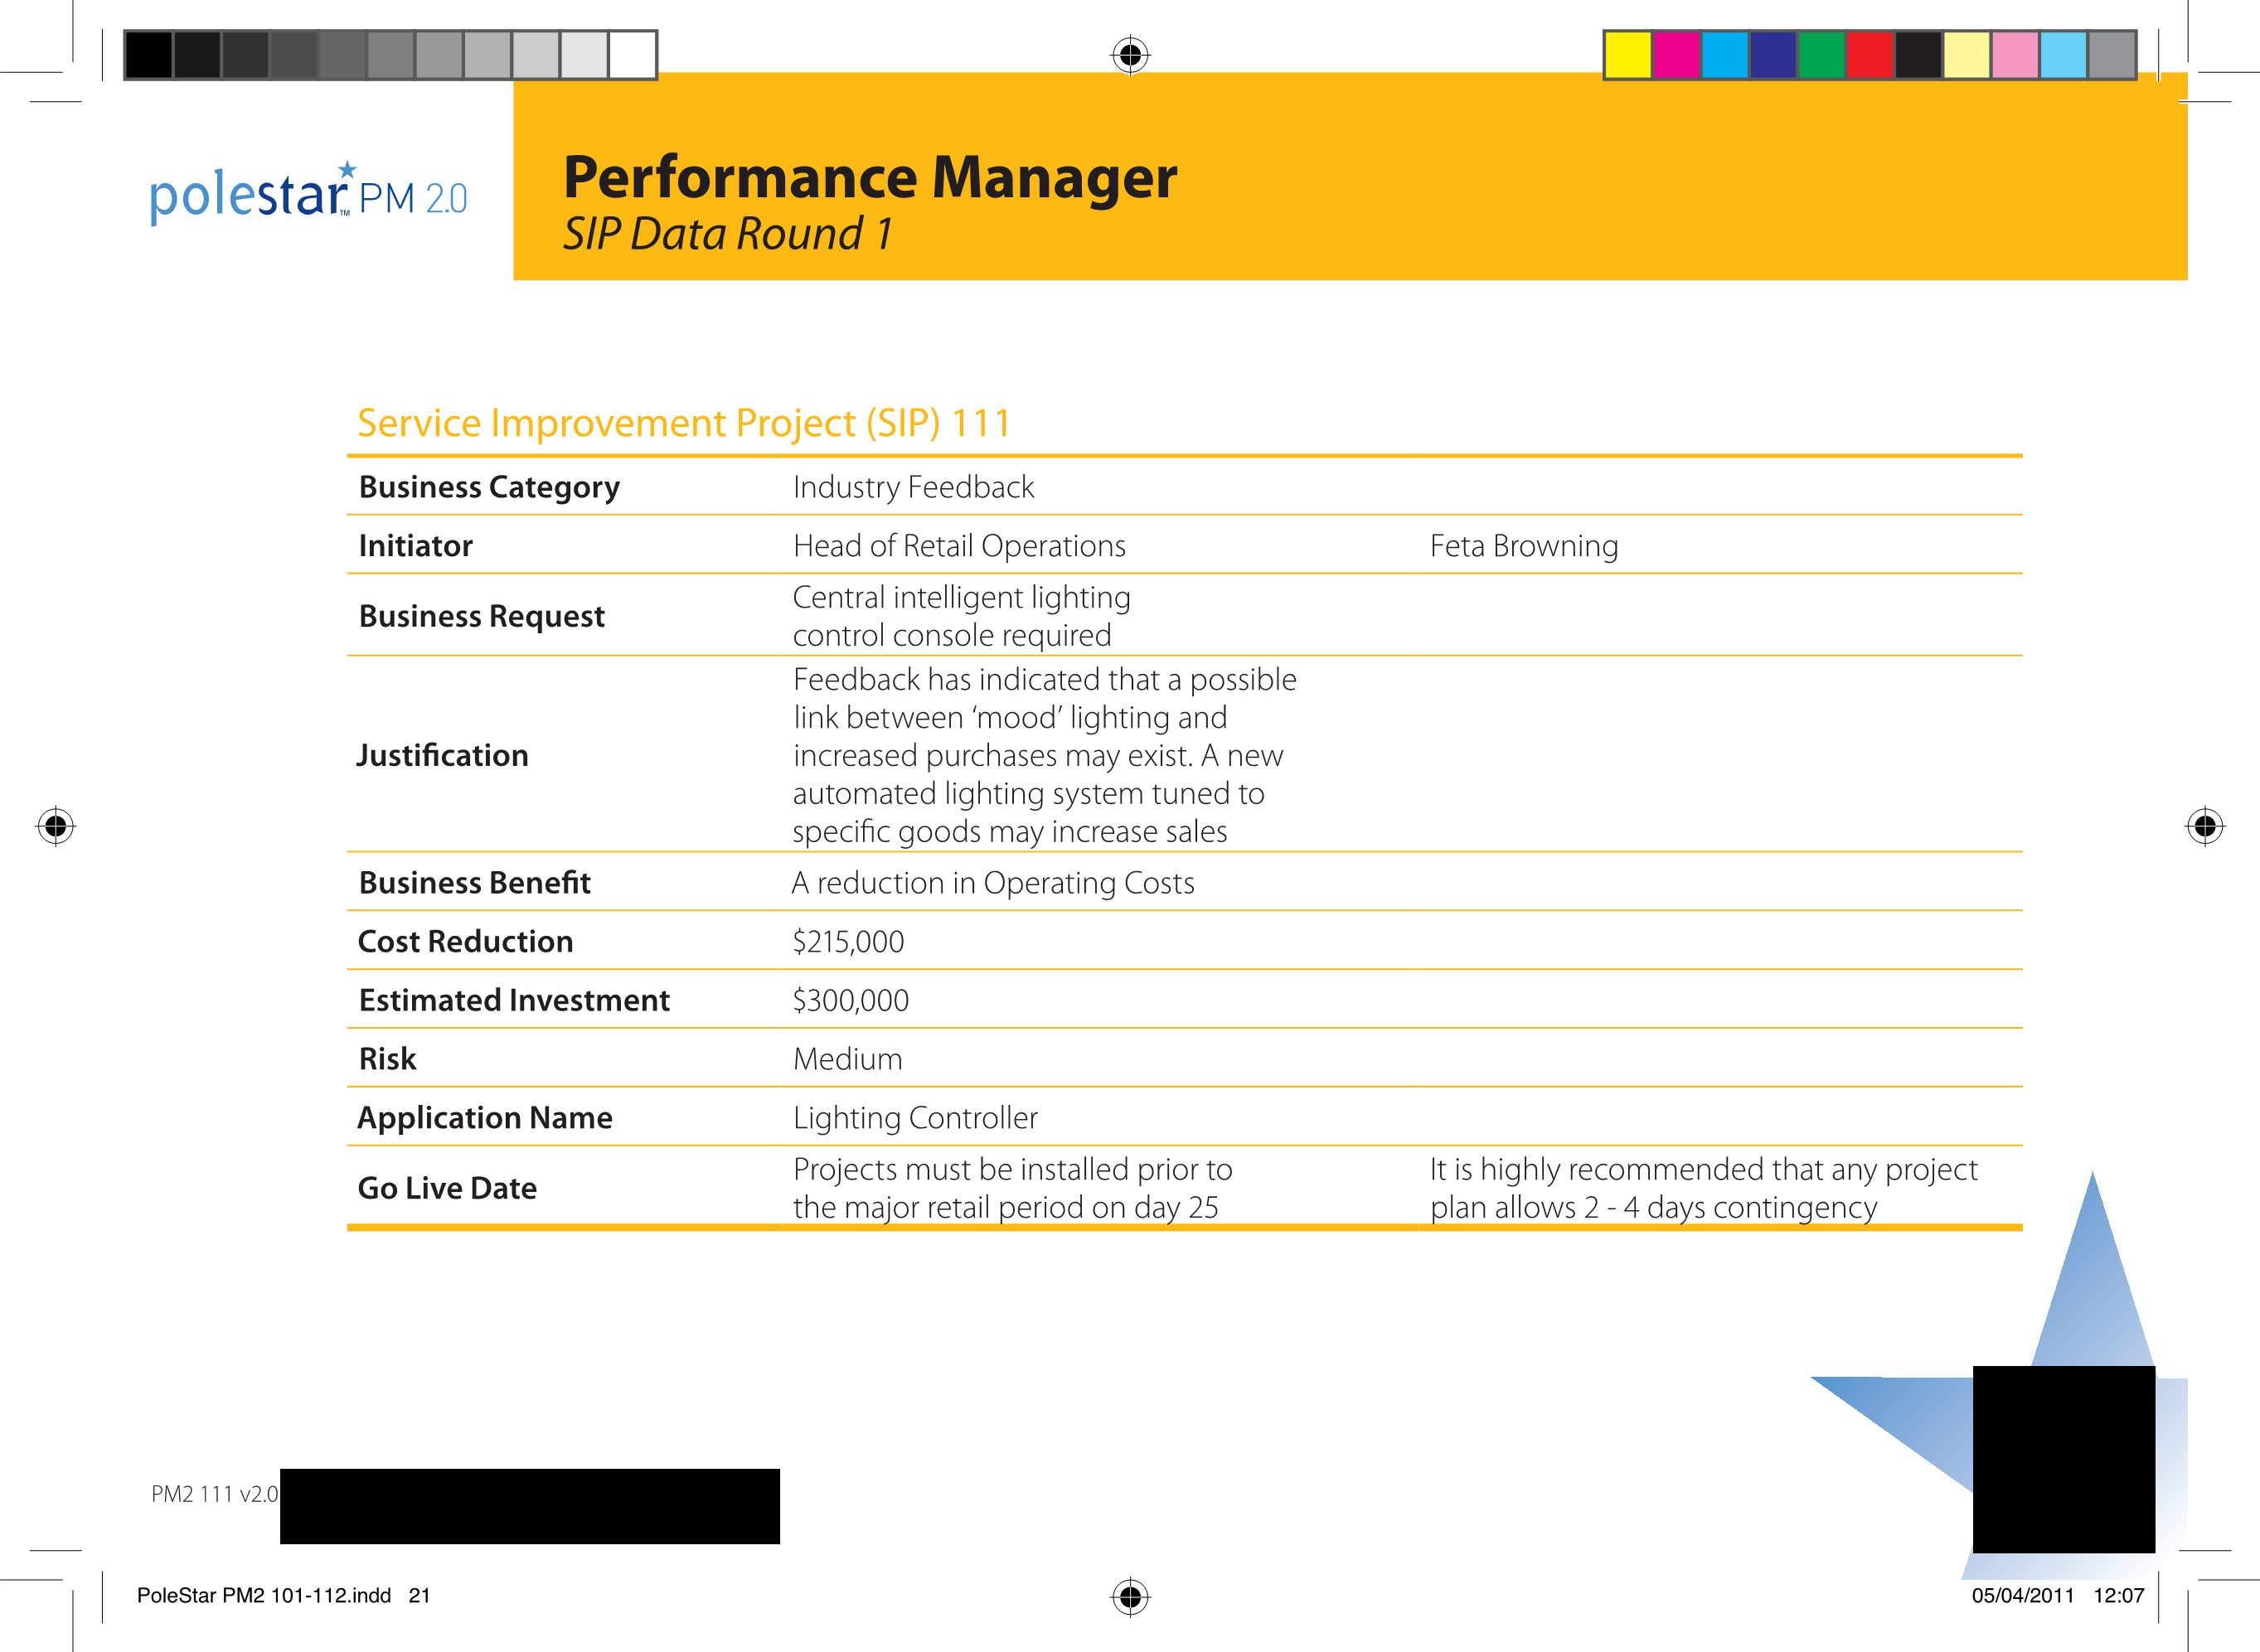 polestar™ PM 2.0
Performance Manager
SIP Data Round 1
Service Improvement Project (SIP) 111
Business Category Industry Feedback
Initiator Head of Retail Operations Feta Browning
Business Request Central intelligent lighting
control console required
Justification Feedback has indicated that a possible
link between ‘mood’ lighting and
increased purchases may exist. A new
automated lighting system tuned to
specific goods may increase sales
Business Benefit A reduction in Operating Costs
Cost Reduction $215,000
Estimated Investment $300,000
Risk Medium
Application Name Lighting Controller
Go Live Date Projects must be installed prior to It is highly recommended that any project
the major retail period on day 25 plan allows 2 - 4 days contingency
PM2 111 v2.0
PoleStar PM2 101-112.indd 21 05/04/2011 12:07